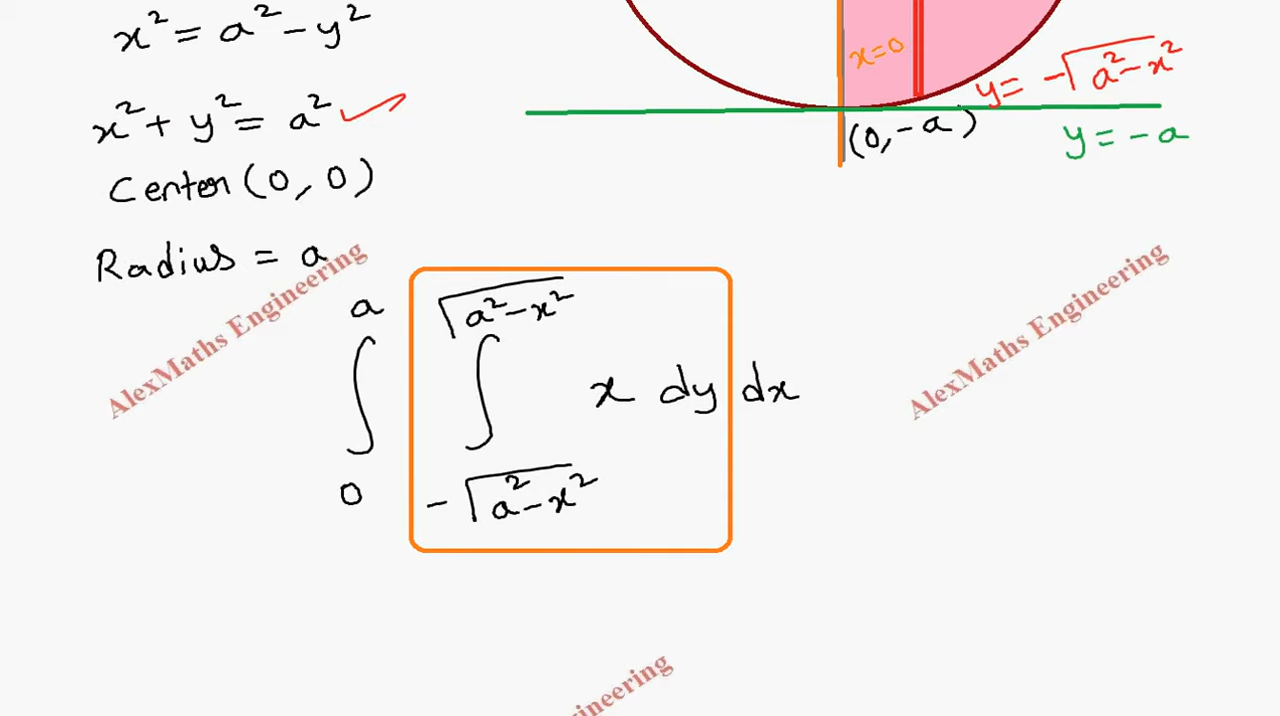 x² = a² - y²
x² + y² = a² ✓
Center (0, 0)
Radius = a
x=0
y = -√(a² - x²)
(0, -a)
y = -a
∫₀ᵃ ∫_{-√(a²-x²)}^{√(a²-x²)} x dy dx
AlexMaths Engineering
AlexMaths Engineering
neering